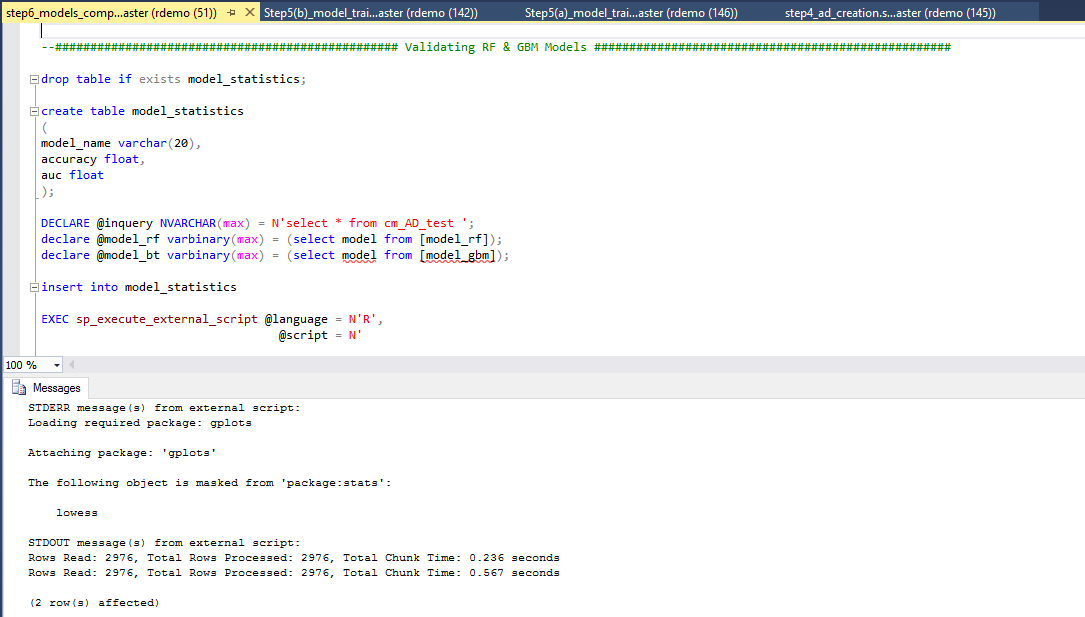 step6_models_comp...aster (rdemo (51)) Step5(b)_model_trai...aster (rdemo (142)) Step5(a)_model_trai...aster (rdemo (146)) step4_ad_creation.s...aster (rdemo (145))
--################################################# Validating RF & GBM Models ###################################################
drop table if exists model_statistics;
create table model_statistics
(
model_name varchar(20),
accuracy float,
auc float
);
DECLARE @inquery NVARCHAR(max) = N'select * from cm_AD_test ';
declare @model_rf varbinary(max) = (select model from [model_rf]);
declare @model_bt varbinary(max) = (select model from [model_gbm]);
insert into model_statistics
EXEC sp_execute_external_script @language = N'R',
@script = N'
100 %
Messages
STDERR message(s) from external script:
Loading required package: gplots
Attaching package: 'gplots'
The following object is masked from 'package:stats':
lowess
STDOUT message(s) from external script:
Rows Read: 2976, Total Rows Processed: 2976, Total Chunk Time: 0.236 seconds
Rows Read: 2976, Total Rows Processed: 2976, Total Chunk Time: 0.567 seconds
(2 row(s) affected)